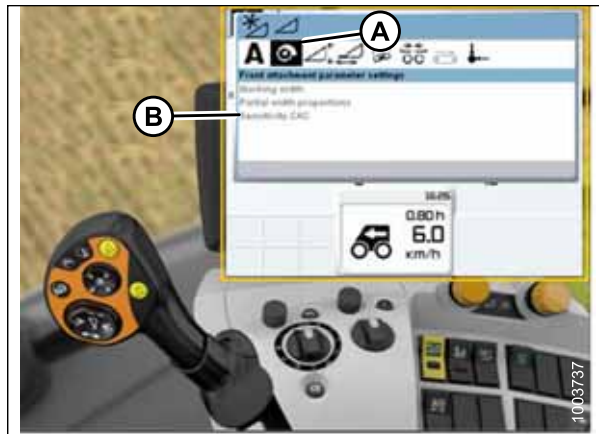 A
A
Front attachment parameter settings
Working width
Partial width proportions
B
Sensitivity CAC
10:25
0.80 h
6.0
km/h
1003737